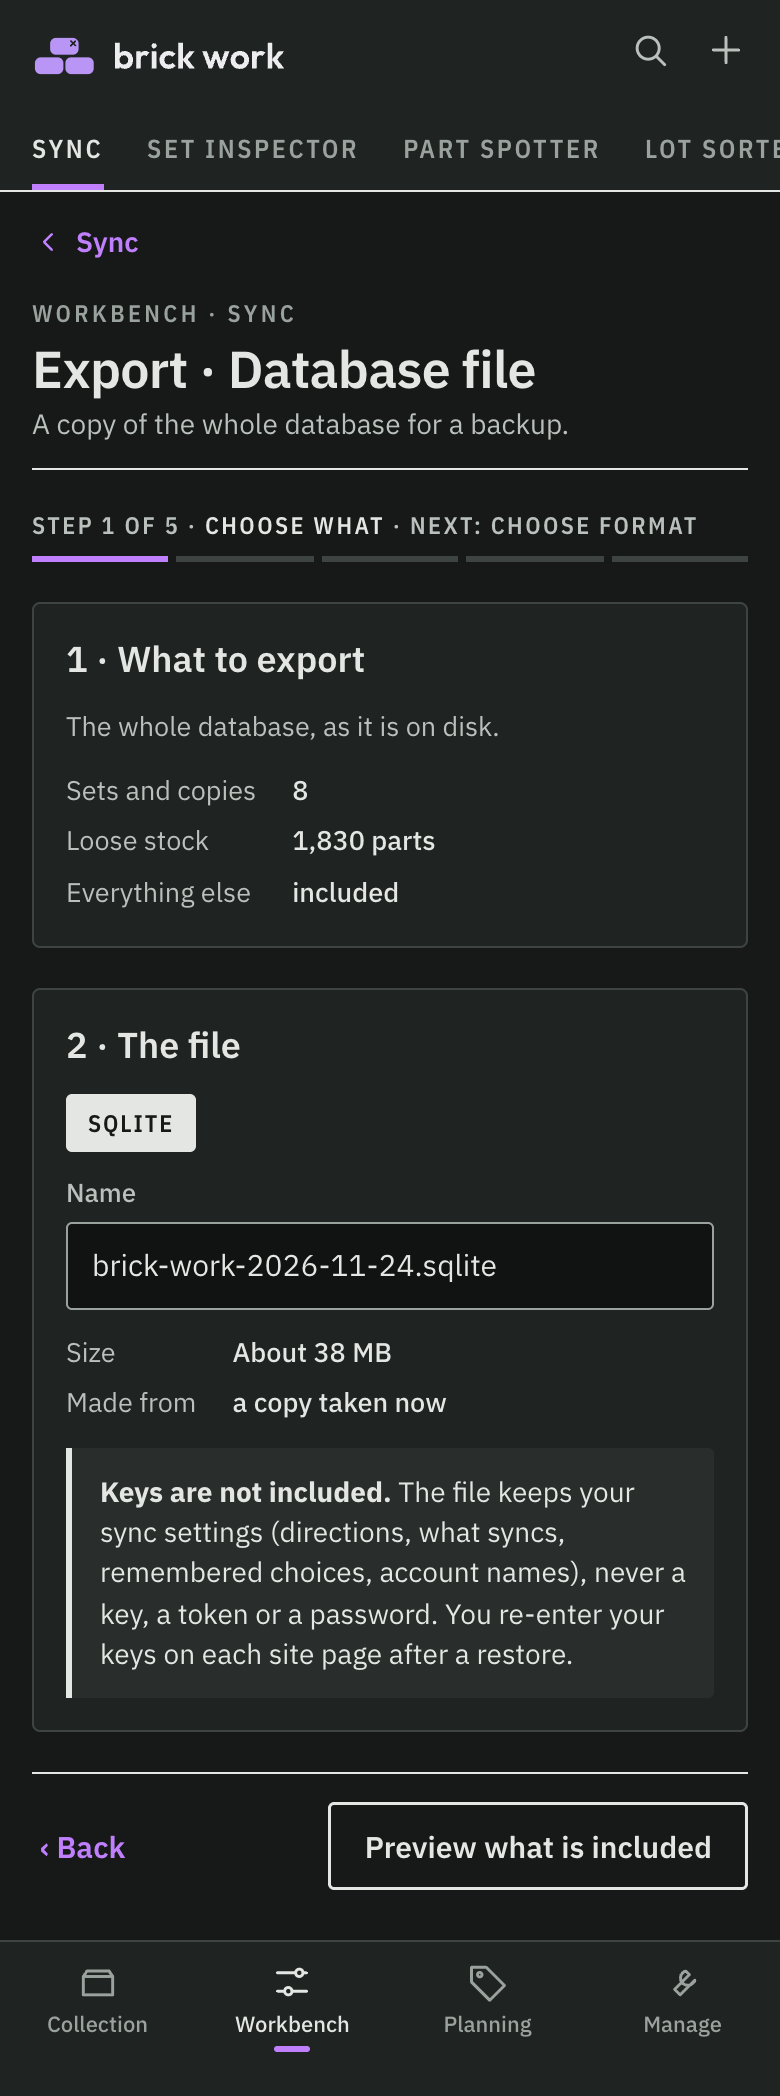 brick work
SYNC SET INSPECTOR PART SPOTTER LOT SORTE
Sync
WORKBENCH · SYNC
Export · Database file
A copy of the whole database for a backup.
STEP 1 OF 5 · CHOOSE WHAT · NEXT: CHOOSE FORMAT
1 · What to export
The whole database, as it is on disk.
Sets and copies 8
Loose stock 1,830 parts
Everything else included
2 · The file
SQLITE
Name
brick-work-2026-11-24.sqlite
Size About 38 MB
Made from a copy taken now
Keys are not included. The file keeps your
sync settings (directions, what syncs,
remembered choices, account names), never a
key, a token or a password. You re-enter your
keys on each site page after a restore.
‹ Back Preview what is included
Collection Workbench Planning Manage